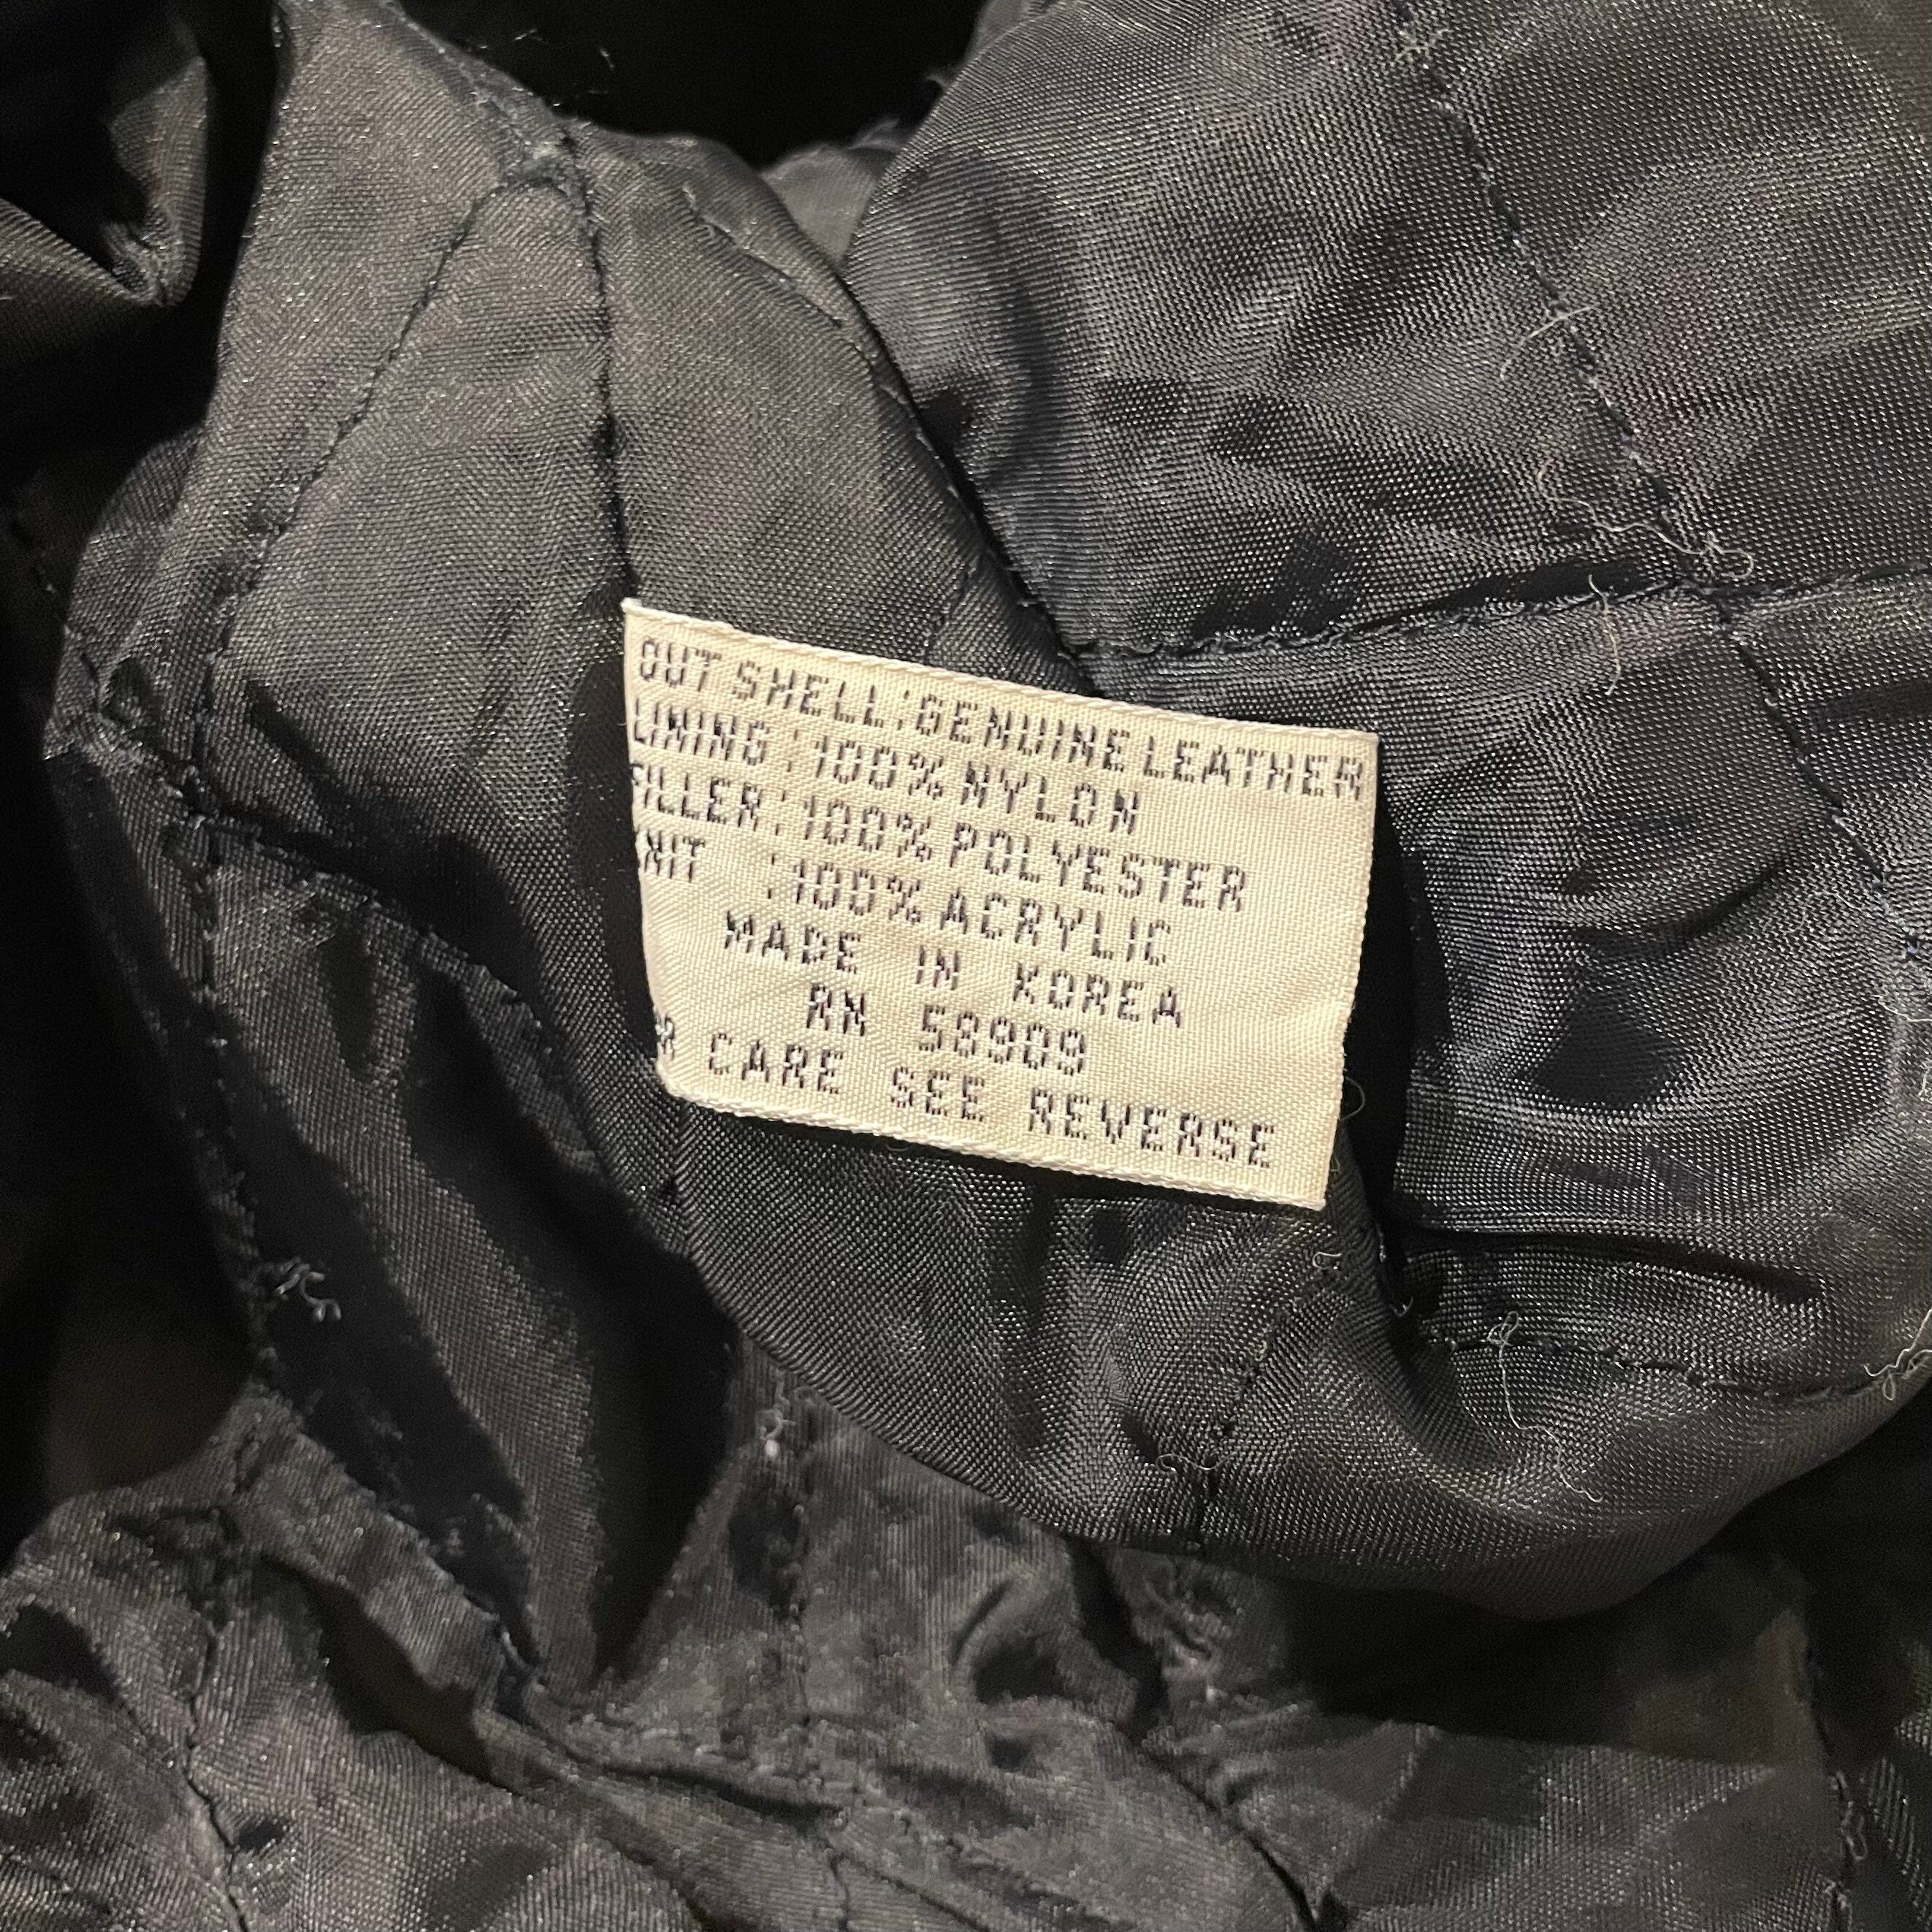 OUT SHELL:GENUINE LEATHER
LINING :100% NYLON
FILLER:100% POLYESTER
KNIT :100% ACRYLIC
MADE IN KOREA
RN 58909
CARE SEE REVERSE